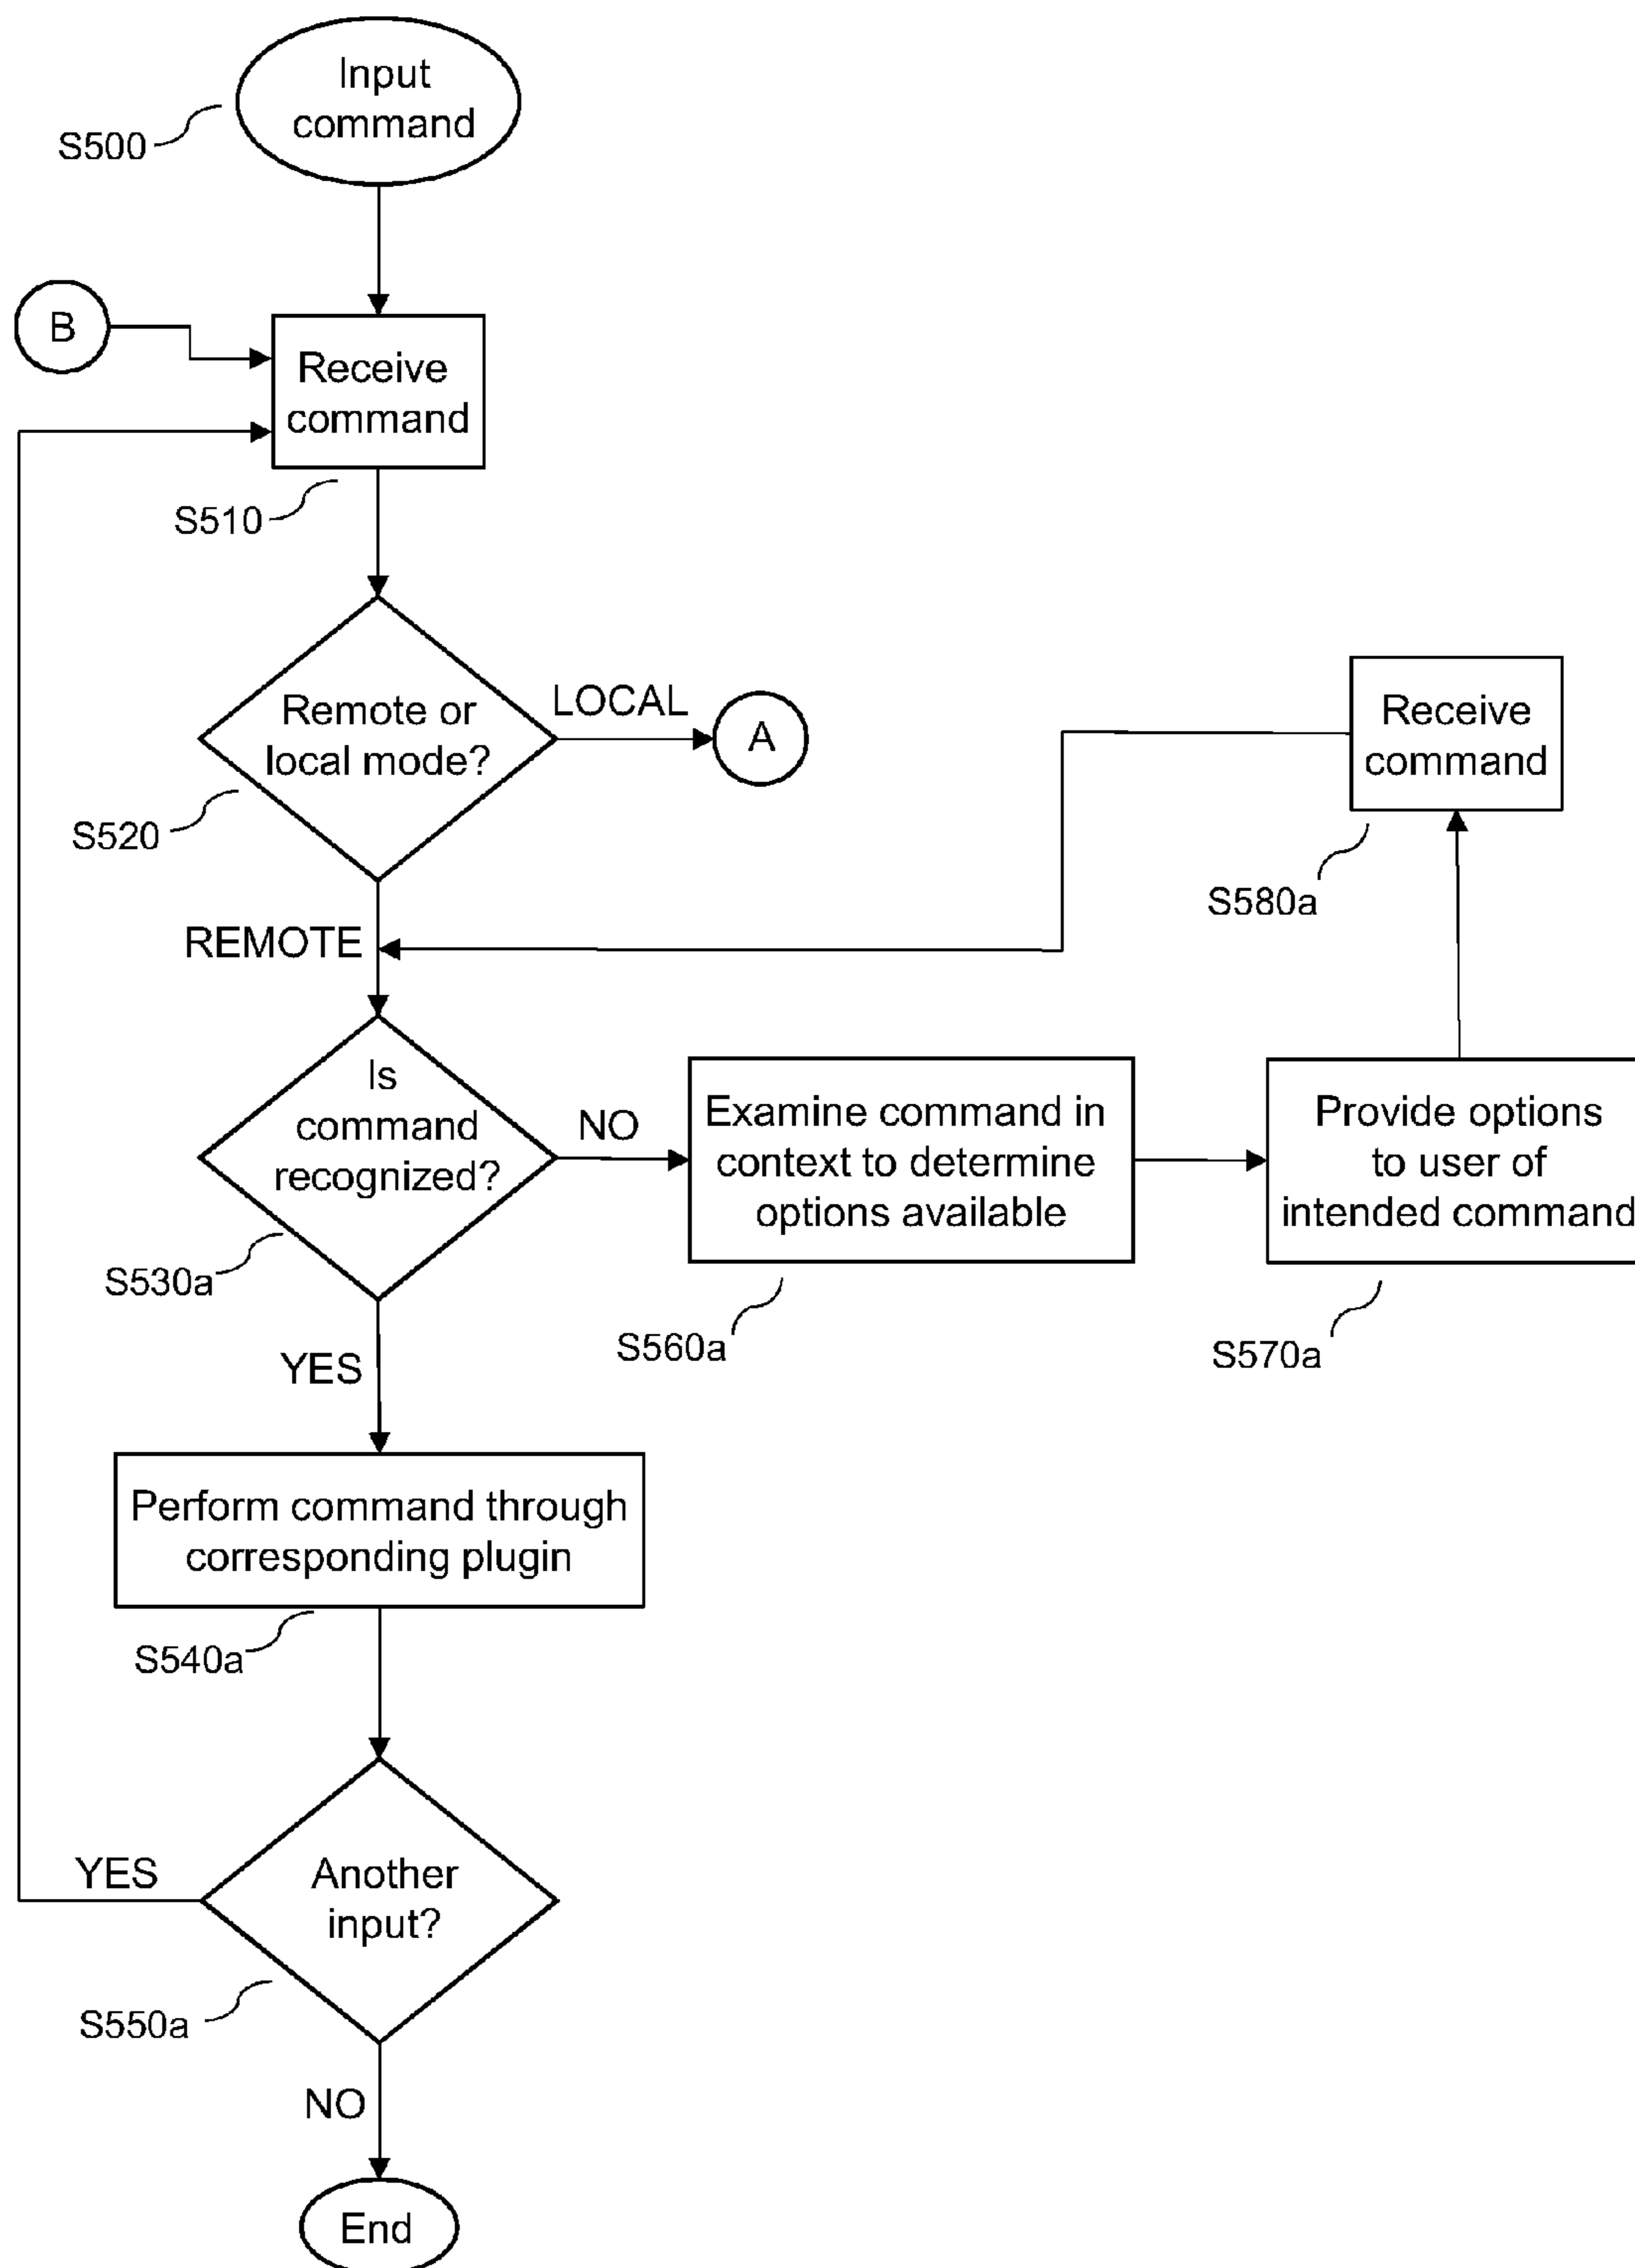 Input
command
S500
B
Receive
command
S510
Remote or
local mode?
LOCAL
A
S520
REMOTE
Receive
command
S580a
Is
command
recognized?
NO
S530a
Examine command in
context to determine
options available
S560a
Provide options
to user of
intended command
S570a
YES
Perform command through
corresponding plugin
S540a
Another
input?
YES
S550a
NO
End